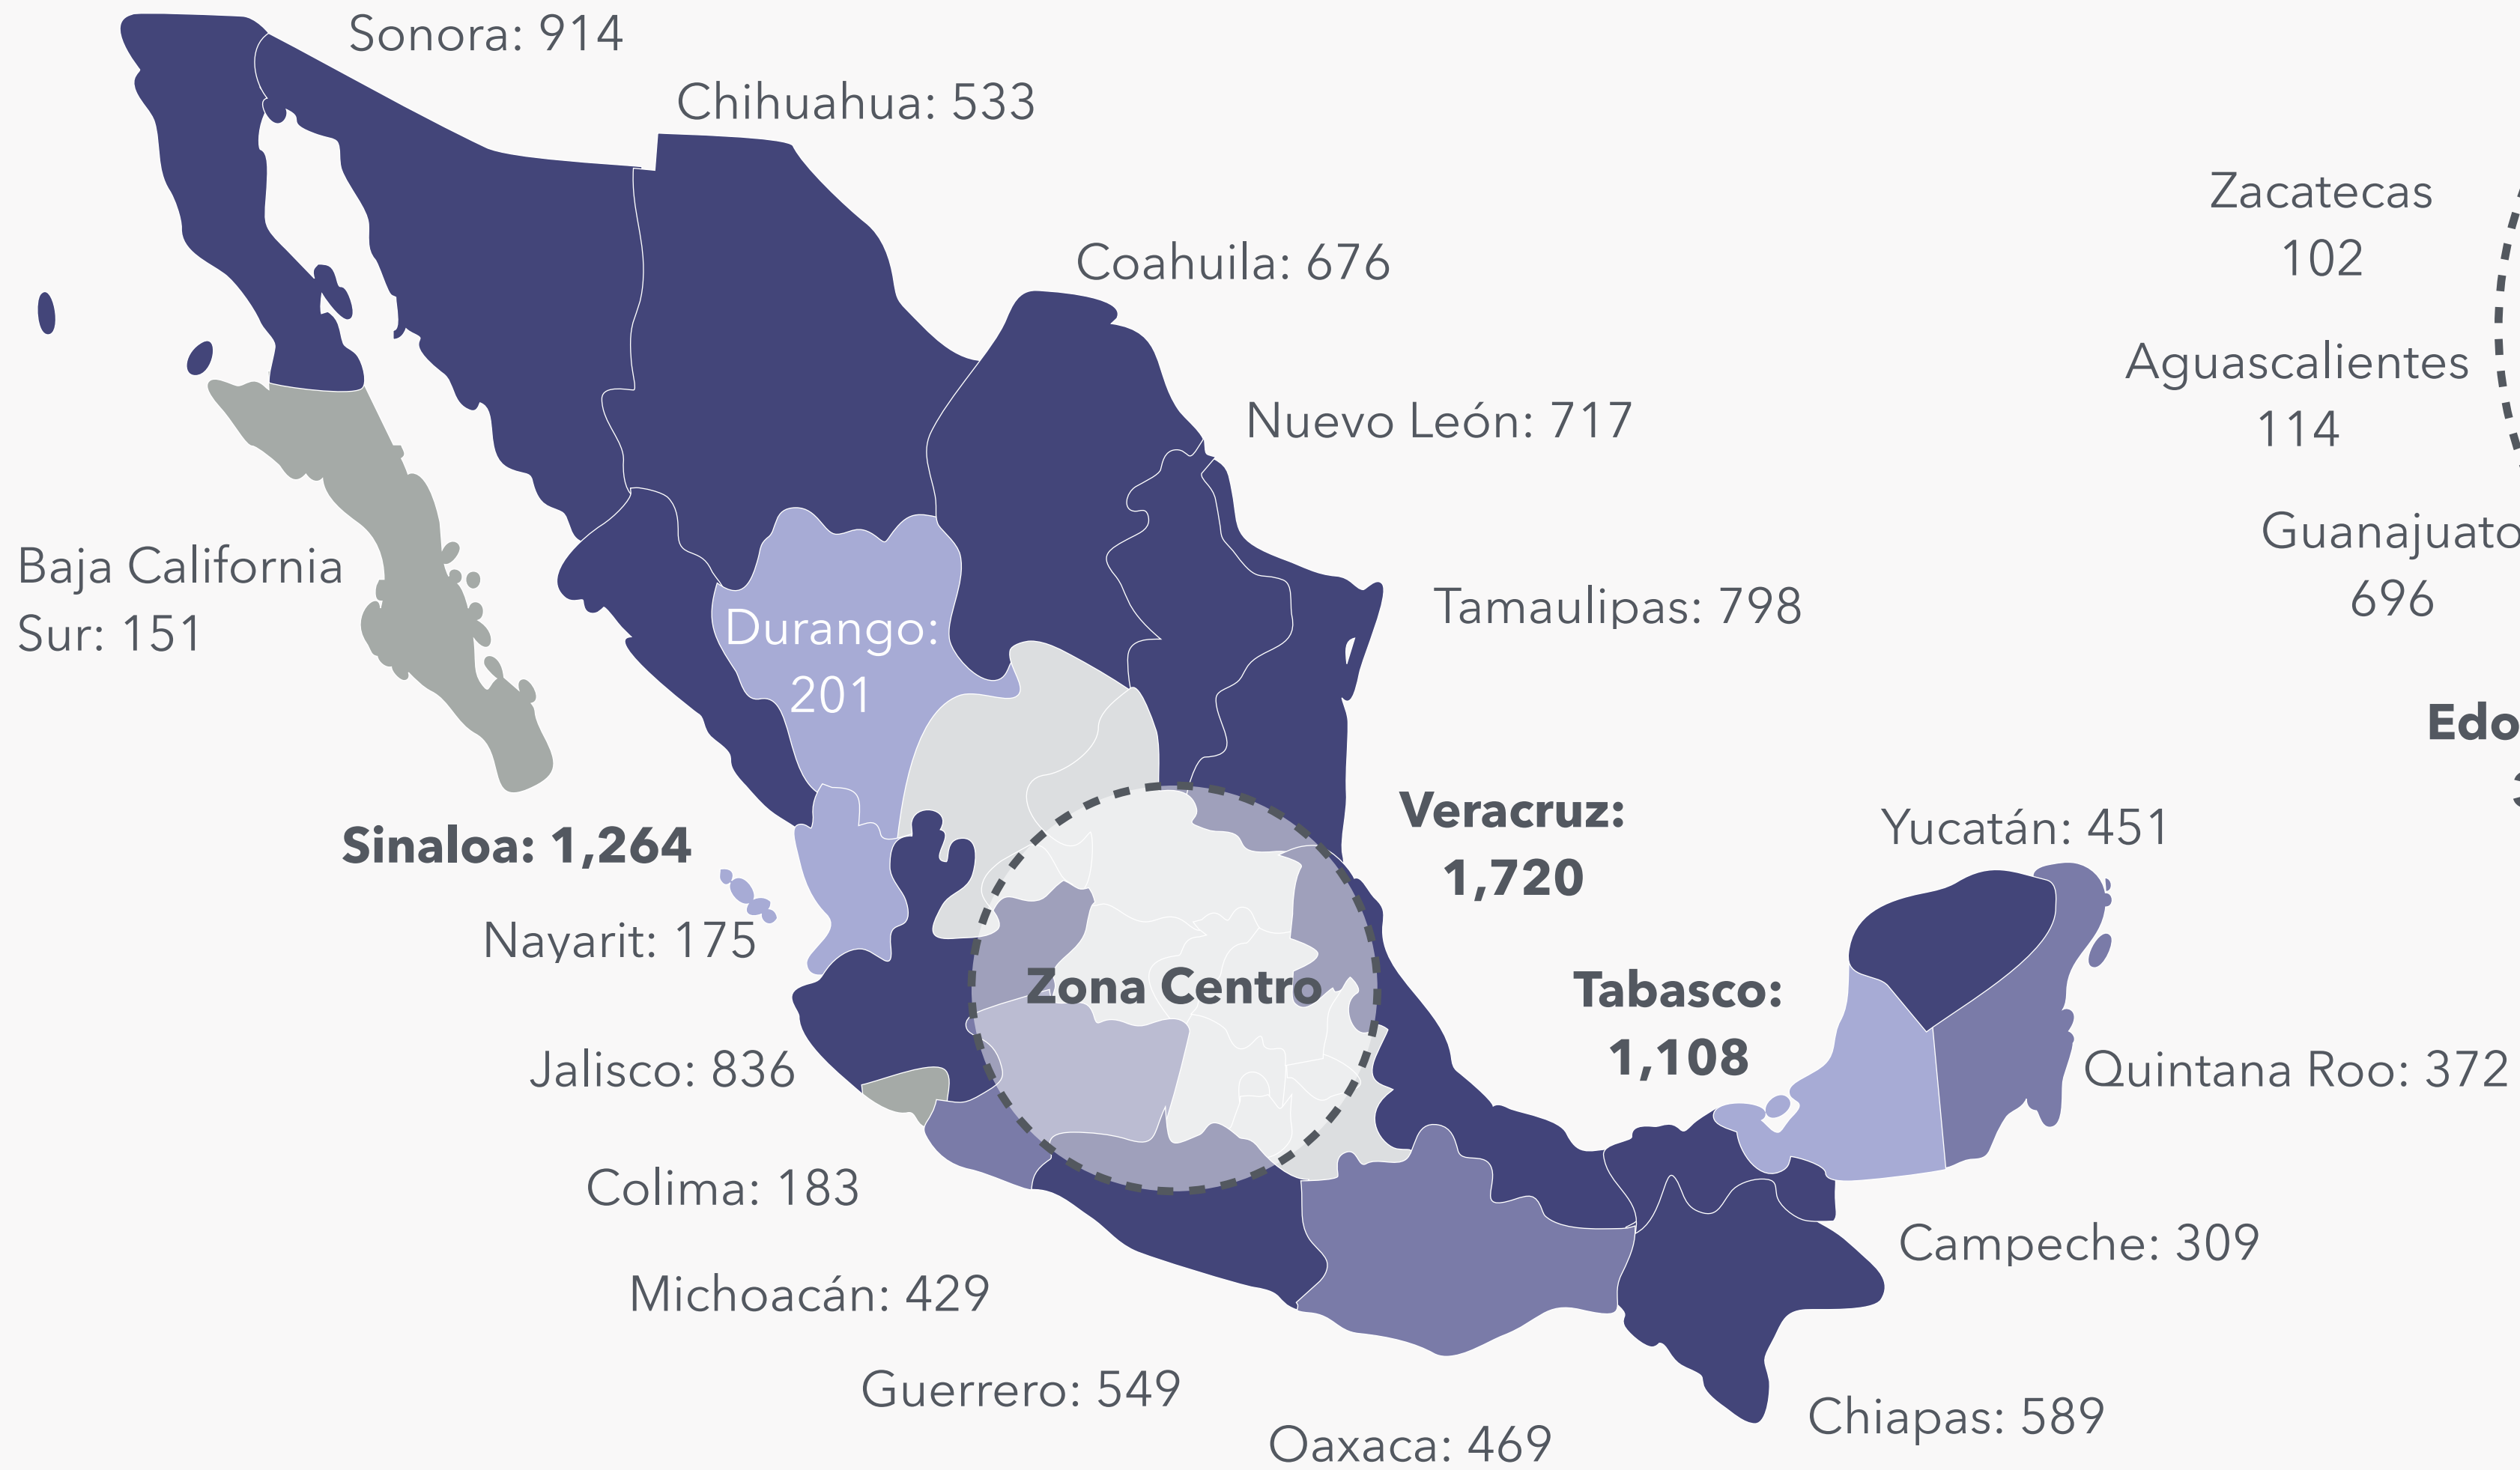 Sonora: 914
Chihuahua: 533
Coahuila: 676
Nuevo León: 717
Tamaulipas: 798
Baja California
Sur: 151
Durango:
201
Sinaloa: 1,264
Nayarit: 175
Jalisco: 836
Colima: 183
Michoacán: 429
Guerrero: 549
Oaxaca: 469
Zona Centro
Veracruz:
1,720
Tabasco:
1,108
Yucatán: 451
Quintana Roo: 372
Campeche: 309
Chiapas: 589
Zacatecas
102
Aguascalientes
114
Guanajuato
696
Edo